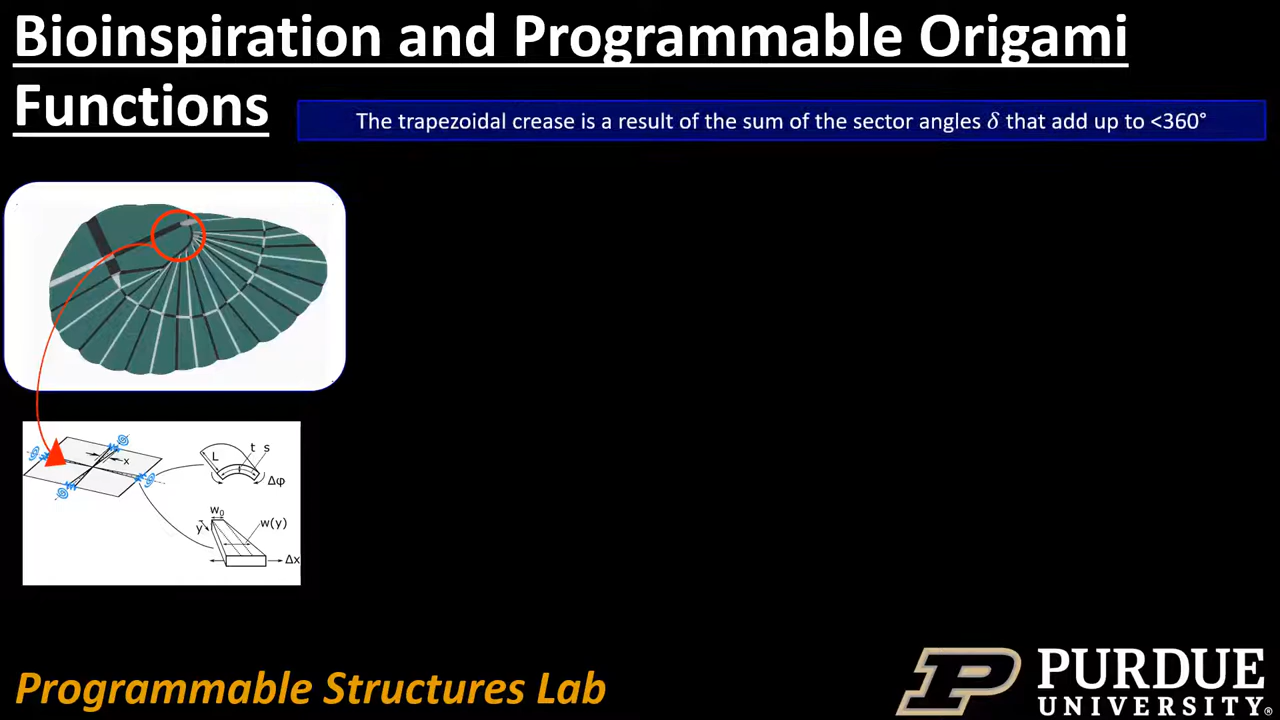 Bioinspiration and Programmable Origami
Functions
The trapezoidal crease is a result of the sum of the sector angles δ that add up to <360°
x
L
t s
Δφ
w₀
y
w(y)
Δx
Programmable Structures Lab
PURDUE
UNIVERSITY®